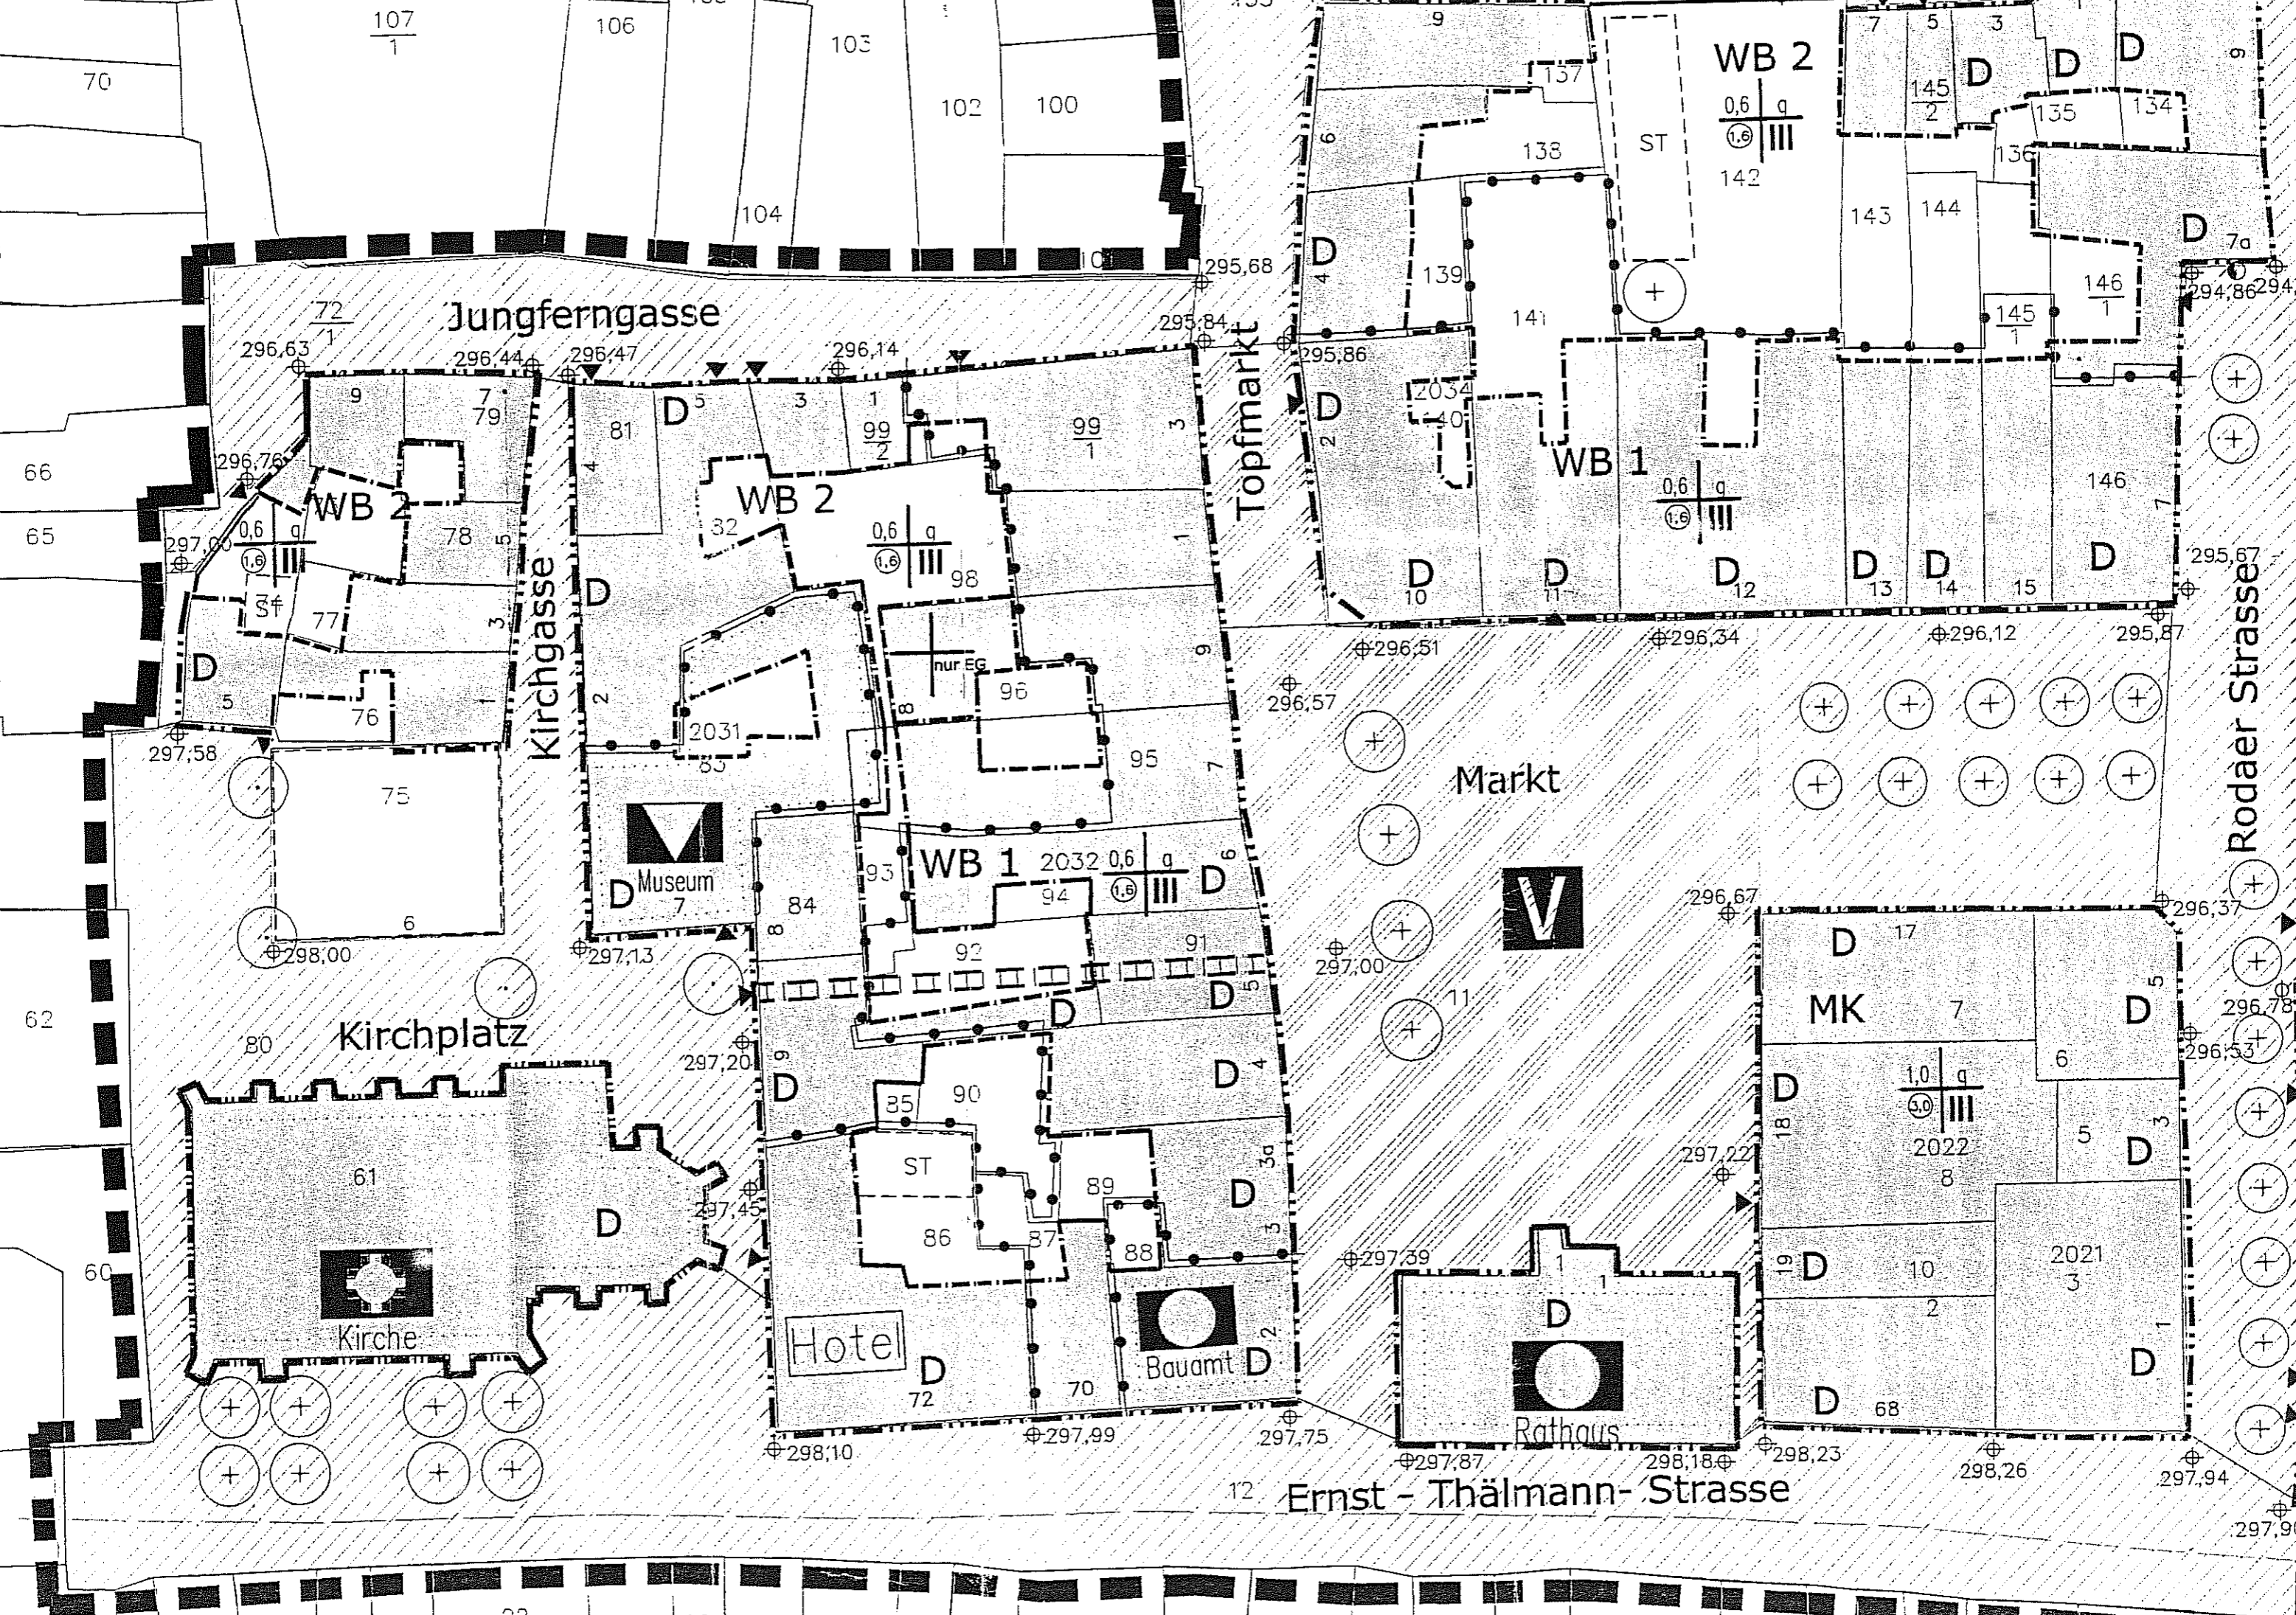 107
1
106
103
9
WB 2
7
5
3
9
70
102
100
137
145
2
0,6 g
1,6 III
135
134
6
ST
138
136
142
104
143
144
D
D
D
D
7a
72
1
Jungferngasse
295,68
D
4
139
146
1
294,86
296,63
296,44
296,47
296,14
295,84
295,86
141
145
1
9
7
79
81
D
5
3
1
99
2
99
1
3
Topfmarkt
D
2
2034
140
WB 1
66
296,76
WB 2
4
WB 2
82
0,6 g
1,6 III
146
7
65
0,6 g
1,6 II
78
5
0,6 g
1,6 III
98
1
D
10
D
11
D
12
D
13
D
14
15
D
295,67
ST
77
3
Kirchgasse
D
nur EG
9
296,51
296,34
296,12
295,87
D
5
76
1
2
8
96
296,57
Rodaer Strasse
297,58
2031
83
95
7
Markt
75
6
Museum
D
7
84
8
93
WB 1
2032
94
0,6 g
1,6 III
D
6
V
296,67
296,37
298,00
297,13
92
91
297,00
D
17
62
D
D
5
11
MK
7
D
5
296,78
Kirchplatz
80
297,20
9
D
90
85
D
4
296,53
6
D
18
1,0 g
3,0 III
2022
8
5
D
3
61
D
297,45
ST
86
87
89
88
3a
D
3
297,22
297,39
60
Kirche
1
1
D
19
D
10
2
2021
3
Hotel
D
72
70
Bauamt
D
2
Rathaus
D
68
D
1
298,10
297,99
297,75
297,87
298,18
298,23
298,26
297,94
12
Ernst - Thälmann- Strasse